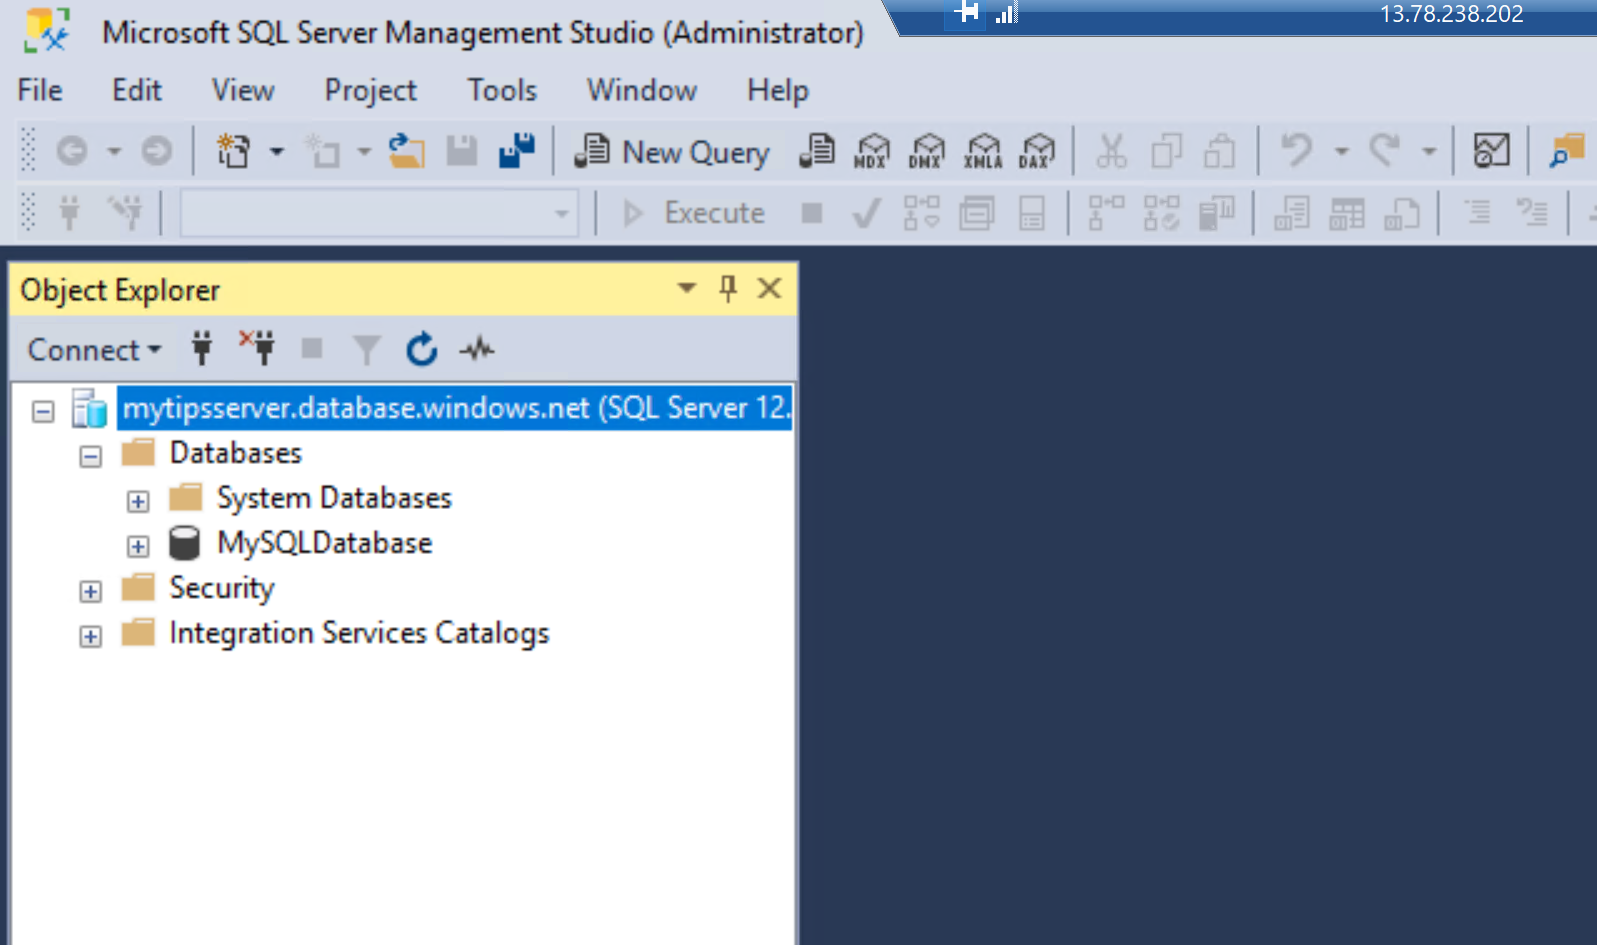 Microsoft SQL Server Management Studio (Administrator)
13.78.238.202
File Edit View Project Tools Window Help
New Query MDX DMX XMLA DAX
Execute
Object Explorer
Connect
mytipsserver.database.windows.net (SQL Server 12.
Databases
System Databases
MySQLDatabase
Security
Integration Services Catalogs